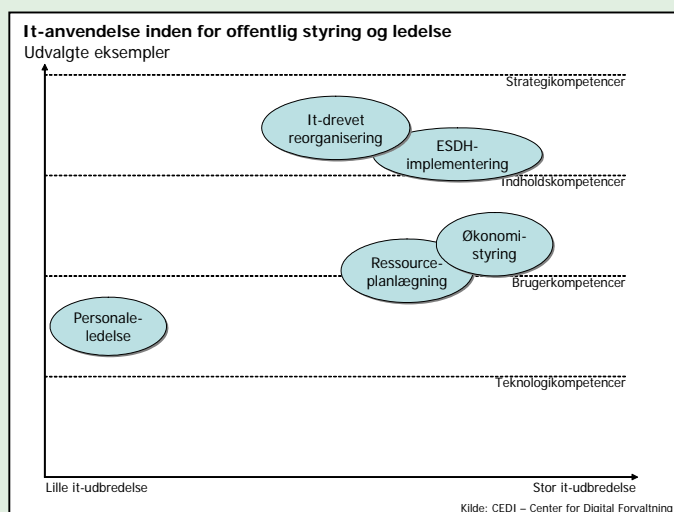 It-anvendelse inden for offentlig styring og ledelse
Udvalgte eksempler
Strategikompetencer
It-drevet
reorganisering
ESDH-
implementering
Indholdskompetencer
Økonomi-
styring
Ressource-
planlægning
Brugerkompetencer
Personale-
ledelse
Teknologikompetencer
Lille it-udbredelse
Stor it-udbredelse
Kilde: CEDI – Center for Digital Forvaltning